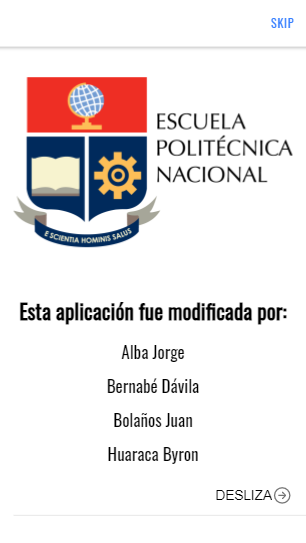 SKIP
ESCUELA
POLITÉCNICA
NACIONAL
E SCIENTIA HOMINIS SALUS
Esta aplicación fue modificada por:
Alba Jorge
Bernabé Dávila
Bolaños Juan
Huaraca Byron
DESLIZA